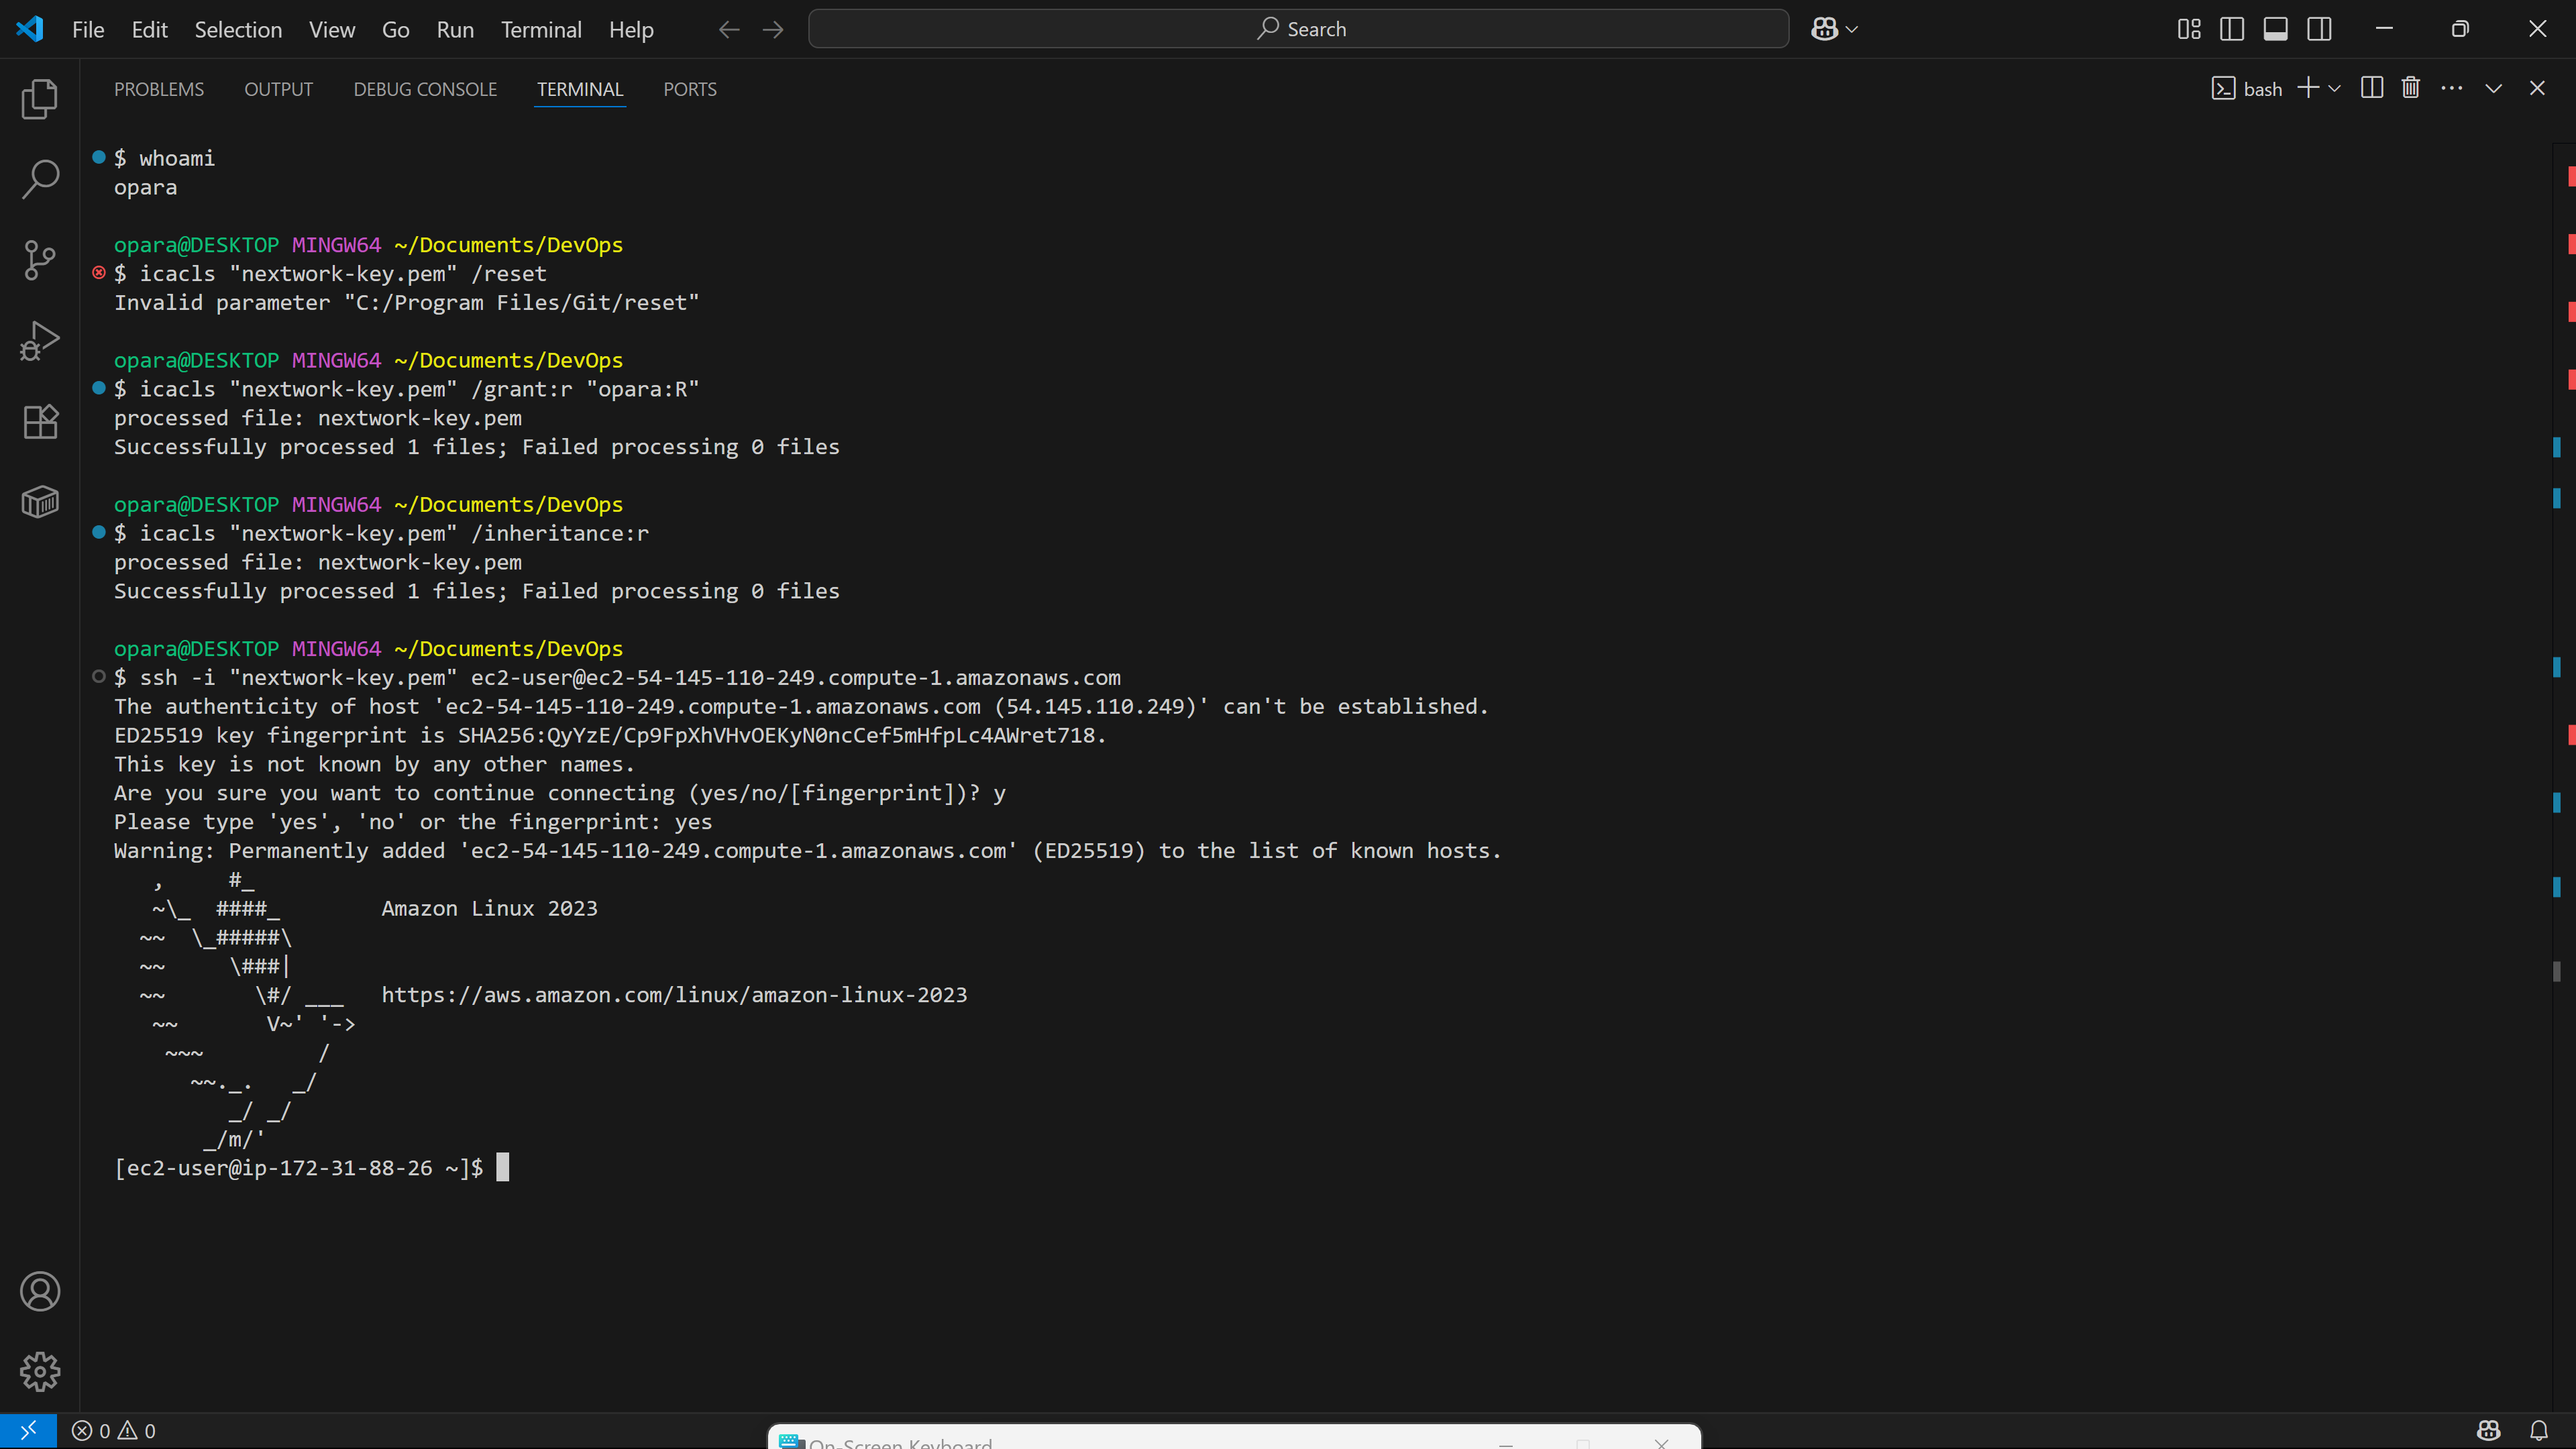 File Edit Selection View Go Run Terminal Help Search
PROBLEMS OUTPUT DEBUG CONSOLE TERMINAL PORTS bash
$ whoami
opara
opara@DESKTOP MINGW64 ~/Documents/DevOps
$ icacls "nextwork-key.pem" /reset
Invalid parameter "C:/Program Files/Git/reset"
opara@DESKTOP MINGW64 ~/Documents/DevOps
$ icacls "nextwork-key.pem" /grant:r "opara:R"
processed file: nextwork-key.pem
Successfully processed 1 files; Failed processing 0 files
opara@DESKTOP MINGW64 ~/Documents/DevOps
$ icacls "nextwork-key.pem" /inheritance:r
processed file: nextwork-key.pem
Successfully processed 1 files; Failed processing 0 files
opara@DESKTOP MINGW64 ~/Documents/DevOps
$ ssh -i "nextwork-key.pem" ec2-user@ec2-54-145-110-249.compute-1.amazonaws.com
The authenticity of host 'ec2-54-145-110-249.compute-1.amazonaws.com (54.145.110.249)' can't be established.
ED25519 key fingerprint is SHA256:QyYzE/Cp9FpXhVHvOEKyN0ncCef5mHfpLc4AWret718.
This key is not known by any other names.
Are you sure you want to continue connecting (yes/no/[fingerprint])? y
Please type 'yes', 'no' or the fingerprint: yes
Warning: Permanently added 'ec2-54-145-110-249.compute-1.amazonaws.com' (ED25519) to the list of known hosts.
   ,     #_
   ~\_  ####_        Amazon Linux 2023
  ~~  \_#####\
  ~~     \###|
  ~~       \#/ ___   https://aws.amazon.com/linux/amazon-linux-2023
   ~~       V~' '->
    ~~~         /
      ~~._.   _/
         _/ _/
       _/m/'
[ec2-user@ip-172-31-88-26 ~]$
0 0
On-Screen Keyboard